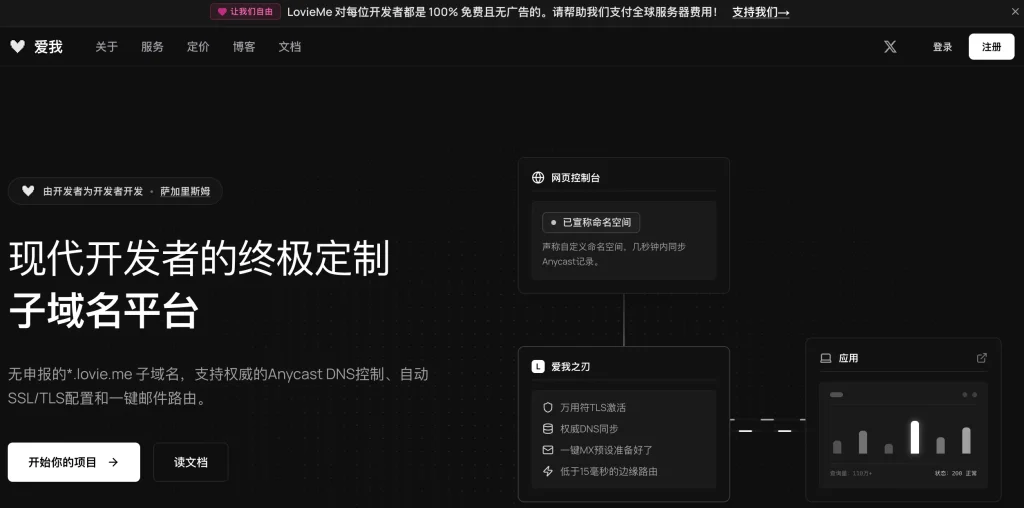 让我们自由 LovieMe 对每位开发者都是 100% 免费且无广告的。请帮助我们支付全球服务器费用！ 支持我们→
爱我 关于 服务 定价 博客 文档 登录 注册
由开发者为开发者开发 • 萨加里斯姆
现代开发者的终极定制
子域名平台
无申报的*.lovie.me 子域名，支持权威的Anycast DNS控制、自动
SSL/TLS配置和一键邮件路由。
开始你的项目 → 读文档
网页控制台
已宣称命名空间
声称自定义命名空间，几秒钟内同步
Anycast记录。
L 爱我之刃
万用符TLS激活
权威DNS同步
一键MX预设准备好了
低于15毫秒的边缘路由
应用
状态：200 正常